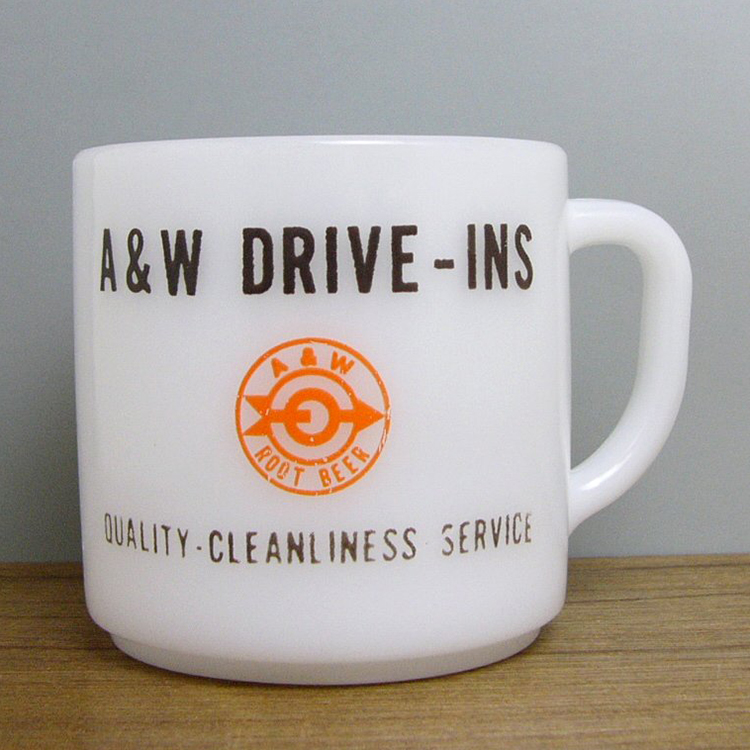 A & W DRIVE-INS
A & W
ROOT BEER
QUALITY-CLEANLINESS SERVICE